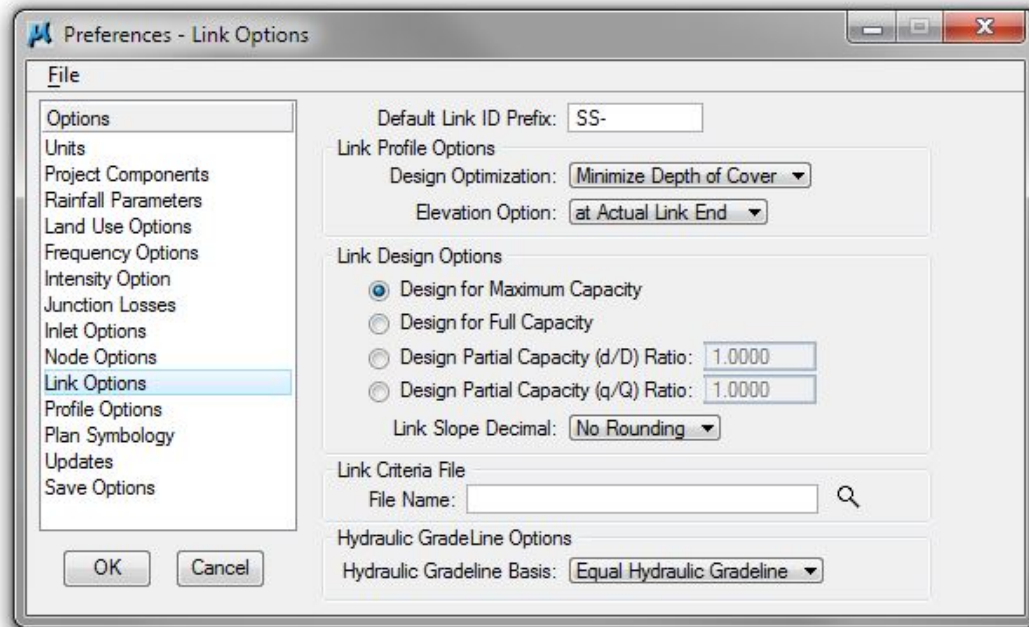 Preferences - Link Options
File
Options
Units
Project Components
Rainfall Parameters
Land Use Options
Frequency Options
Intensity Option
Junction Losses
Inlet Options
Node Options
Link Options
Profile Options
Plan Symbology
Updates
Save Options
OK Cancel
Default Link ID Prefix: SS-
Link Profile Options
Design Optimization: Minimize Depth of Cover
Elevation Option: at Actual Link End
Link Design Options
Design for Maximum Capacity
Design for Full Capacity
Design Partial Capacity (d/D) Ratio: 1.0000
Design Partial Capacity (q/Q) Ratio: 1.0000
Link Slope Decimal: No Rounding
Link Criteria File
File Name:
Hydraulic GradeLine Options
Hydraulic Gradeline Basis: Equal Hydraulic Gradeline